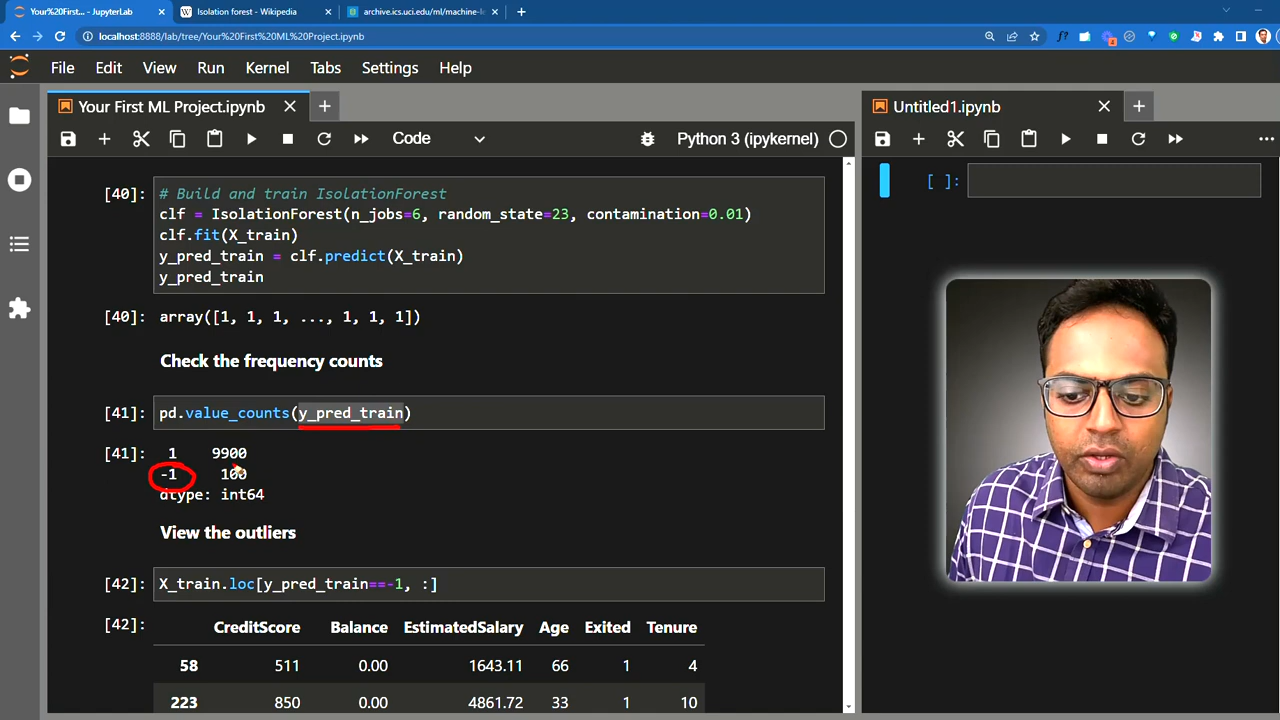 Your%20First... - JupyterLab
Isolation forest - Wikipedia
archive.ics.uci.edu/ml/machine-l
localhost:8888/lab/tree/Your%20First%20ML%20Project.ipynb
File Edit View Run Kernel Tabs Settings Help
Your First ML Project.ipynb
Untitled1.ipynb
Code
Python 3 (ipykernel)
[40]:
# Build and train IsolationForest
clf = IsolationForest(n_jobs=6, random_state=23, contamination=0.01)
clf.fit(X_train)
y_pred_train = clf.predict(X_train)
y_pred_train
[40]: array([1, 1, 1, ..., 1, 1, 1])
Check the frequency counts
[41]: pd.value_counts(y_pred_train)
[41]: 1 9900
-1 100
dtype: int64
View the outliers
[42]: X_train.loc[y_pred_train==-1, :]
[42]:
CreditScore Balance EstimatedSalary Age Exited Tenure
58 511 0.00 1643.11 66 1 4
223 850 0.00 4861.72 33 1 10
[ ]: